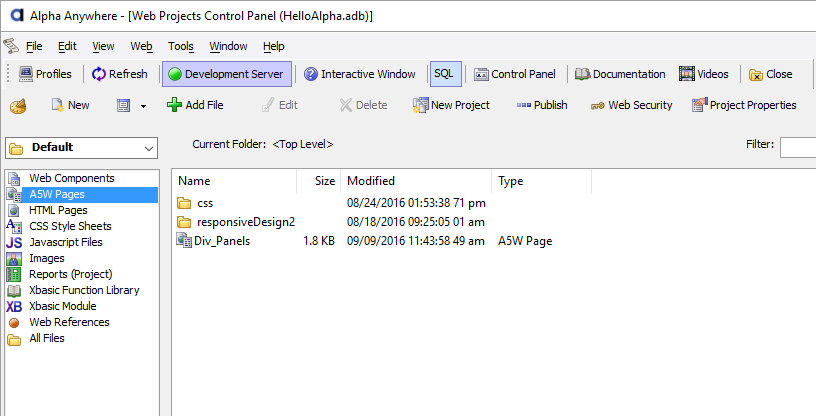 Alpha Anywhere - [Web Projects Control Panel (HelloAlpha.adb)]
File Edit Web Tools Window Help
Profiles Refresh Development Server Interactive Window SQL Control Panel Documentation Videos Close
New Add File Edit Delete New Project Publish Web Security Project Properties
Default Current Folder: <Top Level> Filter:
Name Size Modified Type
Web Components
A5W Pages
HTML Pages
CSS Style Sheets
JS Javascript Files
Images
Reports (Project)
Xbasic Function Library
XB Xbasic Module
Web References
All Files
css 08/24/2016 01:53:38 71 pm
responsiveDesign2 08/18/2016 09:25:05 01 am
Div_Panels 1.8 KB 09/09/2016 11:43:58 49 am A5W Page